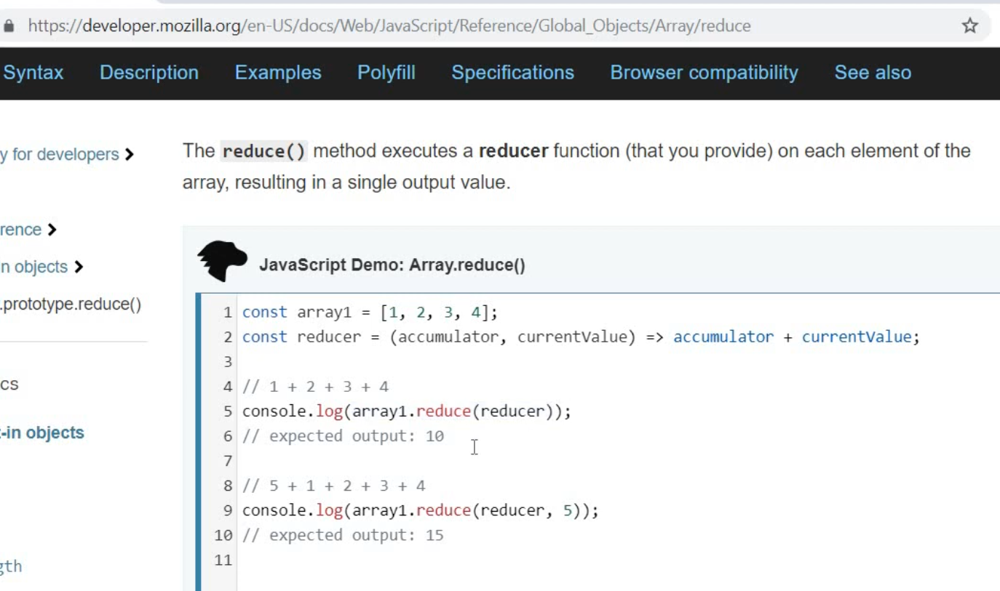 https://developer.mozilla.org/en-US/docs/Web/JavaScript/Reference/Global_Objects/Array/reduce
Syntax Description Examples Polyfill Specifications Browser compatibility See also
y for developers
rence
n objects
.prototype.reduce()
cs
-in objects
gth
The reduce() method executes a reducer function (that you provide) on each element of the
array, resulting in a single output value.
JavaScript Demo: Array.reduce()
1 const array1 = [1, 2, 3, 4];
2 const reducer = (accumulator, currentValue) => accumulator + currentValue;
3
4 // 1 + 2 + 3 + 4
5 console.log(array1.reduce(reducer));
6 // expected output: 10
7
8 // 5 + 1 + 2 + 3 + 4
9 console.log(array1.reduce(reducer, 5));
10 // expected output: 15
11